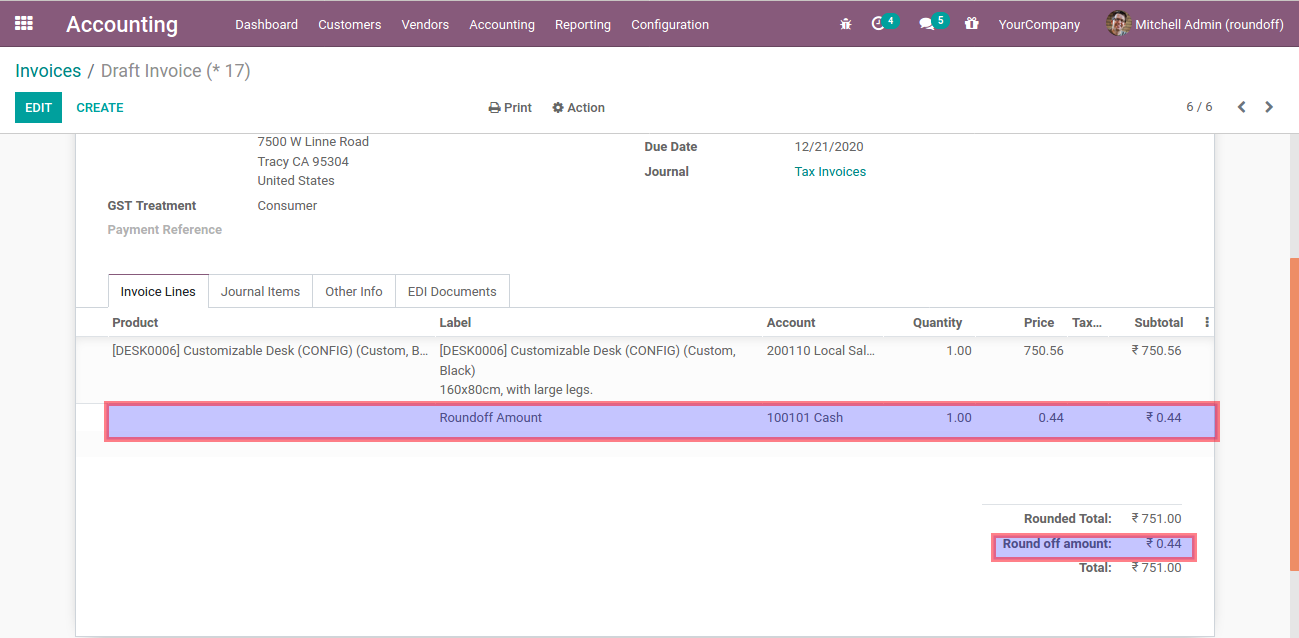 Accounting Dashboard Customers Vendors Accounting Reporting Configuration 4 5 YourCompany Mitchell Admin (roundoff)
Invoices / Draft Invoice (* 17)
EDIT CREATE Print Action 6 / 6
7500 W Linne Road
Tracy CA 95304
United States
Due Date 12/21/2020
Journal Tax Invoices
GST Treatment Consumer
Payment Reference
Invoice Lines Journal Items Other Info EDI Documents
Product Label Account Quantity Price Tax... Subtotal
[DESK0006] Customizable Desk (CONFIG) (Custom, B... [DESK0006] Customizable Desk (CONFIG) (Custom, 200110 Local Sal... 1.00 750.56 ₹ 750.56
Black)
160x80cm, with large legs.
Roundoff Amount 100101 Cash 1.00 0.44 ₹ 0.44
Rounded Total: ₹ 751.00
Round off amount: ₹ 0.44
Total: ₹ 751.00